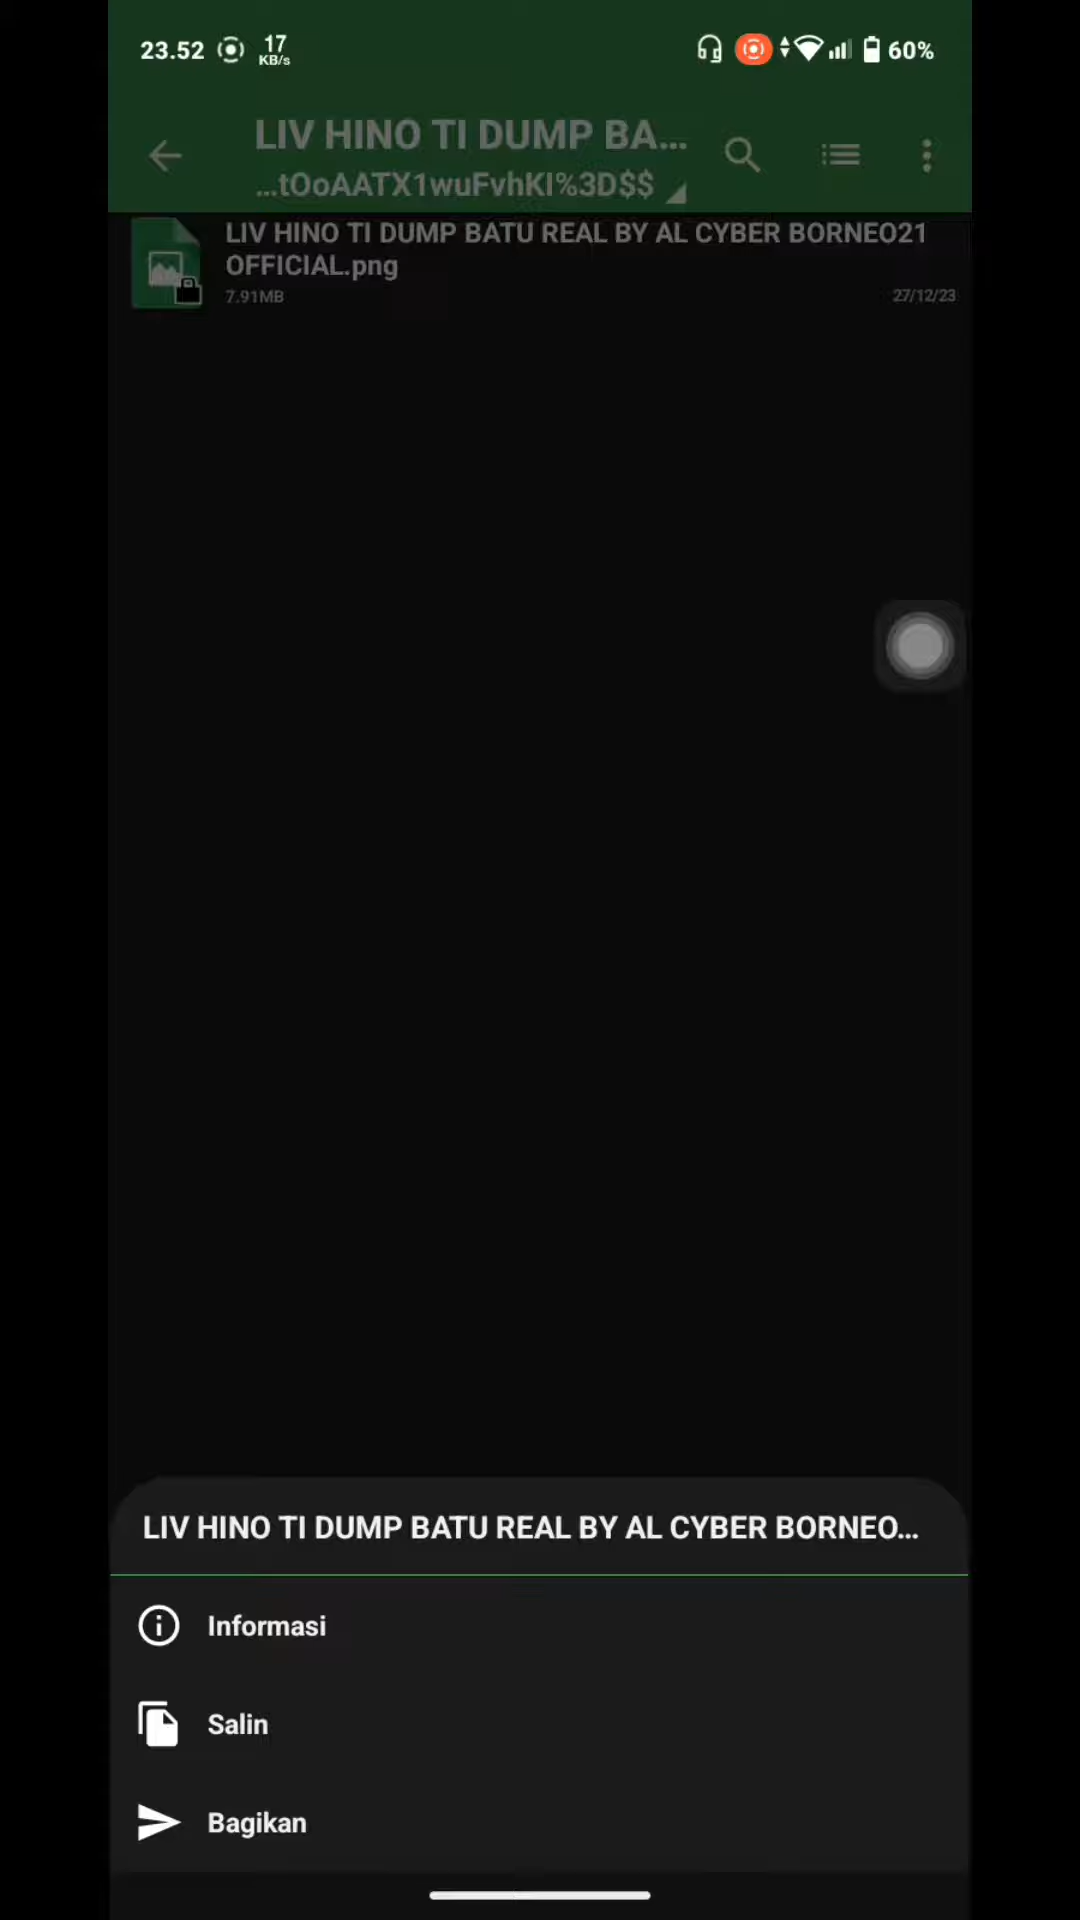 23.52
17
KB/s
60%
LIV HINO TI DUMP BA...
...tOoAATX1wuFvhKI%3D$$
LIV HINO TI DUMP BATU REAL BY AL CYBER BORNEO21
OFFICIAL.png
7.91MB
27/12/23
LIV HINO TI DUMP BATU REAL BY AL CYBER BORNEO...
Informasi
Salin
Bagikan